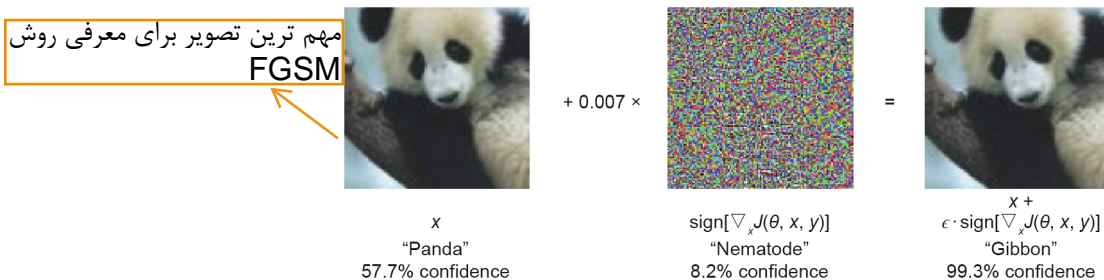 مهم ترین تصویر برای معرفی روش
FGSM
+ 0.007 ×
=
x
"Panda"
57.7% confidence
sign[▽ₓJ(θ, x, y)]
“Nematode”
8.2% confidence
x +
ϵ · sign[▽ₓJ(θ, x, y)]
“Gibbon”
99.3% confidence